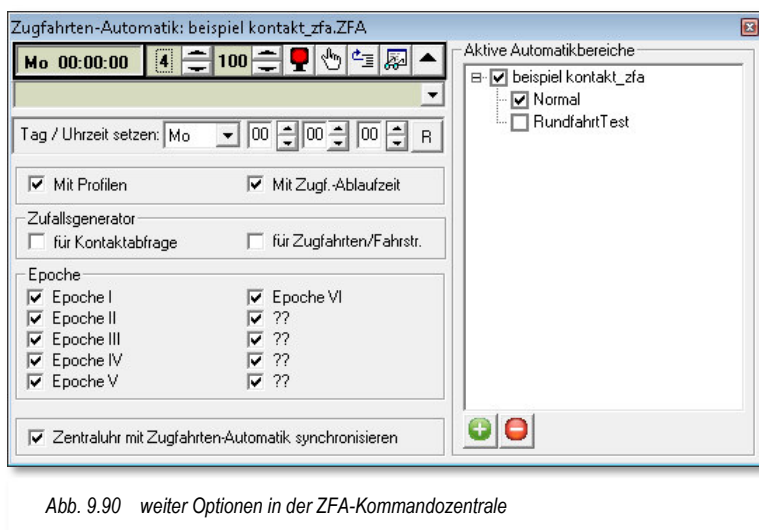 Zugfahrten-Automatik: beispiel kontakt_zfa.ZFA
Mo 00:00:00 4 100
Tag / Uhrzeit setzen: Mo 00 00 00 R
Mit Profilen
Mit Zugf.-Ablaufzeit
Zufallsgenerator
für Kontaktabfrage
für Zugfahrten/Fahrstr.
Epoche
Epoche I
Epoche II
Epoche III
Epoche IV
Epoche V
Epoche VI
??
??
??
??
Zentraluhr mit Zugfahrten-Automatik synchronisieren
Aktive Automatikbereiche
beispiel kontakt_zfa
Normal
RundfahrtTest
Abb. 9.90 weiter Optionen in der ZFA-Kommandozentrale